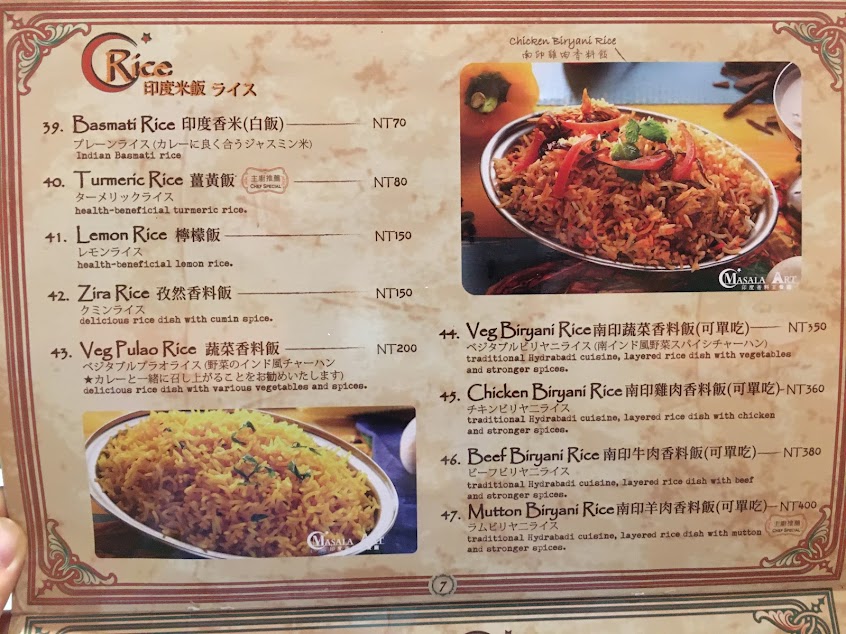 Rice
印度米飯 ライス
39. Basmati Rice 印度香米(白飯) NT70
プレーンライス (カレーに良く合うジャスミン米)
Indian Basmati rice
40. Turmeric Rice 薑黃飯 主廚推薦 CHEF SPECIAL NT80
ターメリックライス
health-beneficial turmeric rice.
41. Lemon Rice 檸檬飯 NT150
レモンライス
health-beneficial lemon rice.
42. Zira Rice 孜然香料飯 NT150
クミンライス
delicious rice dish with cumin spice.
43. Veg Pulao Rice 蔬菜香料飯 NT200
ベジタブルプラオライス (野菜のインド風チャーハン
★カレーと一緒に召し上がることをお勧めいたします)
delicious rice dish with various vegetables and spices.
MASALA ART
Chicken Biryani Rice
南印雞肉香料飯
MASALA ART
44. Veg Biryani Rice 南印蔬菜香料飯(可單吃) NT350
ベジタブルビリヤニライス (南インド風野菜スパイシチャーハン)
traditional Hydrabadi cuisine, layered rice dish with vegetables
and stronger spices.
45. Chicken Biryani Rice 南印雞肉香料飯(可單吃) NT360
チキンビリヤニライス
traditional Hydrabadi cuisine, layered rice dish with chicken
and stronger spices.
46. Beef Biryani Rice 南印牛肉香料飯(可單吃) NT380
ビーフビリヤニライス
traditional Hydrabadi cuisine, layered rice dish with beef
and stronger spices.
47. Mutton Biryani Rice 南印羊肉香料飯(可單吃) NT400
ラムビリヤニライス
主廚推薦 CHEF SPECIAL
traditional Hydrabadi cuisine, layered rice dish with mutton
and stronger spices.
7